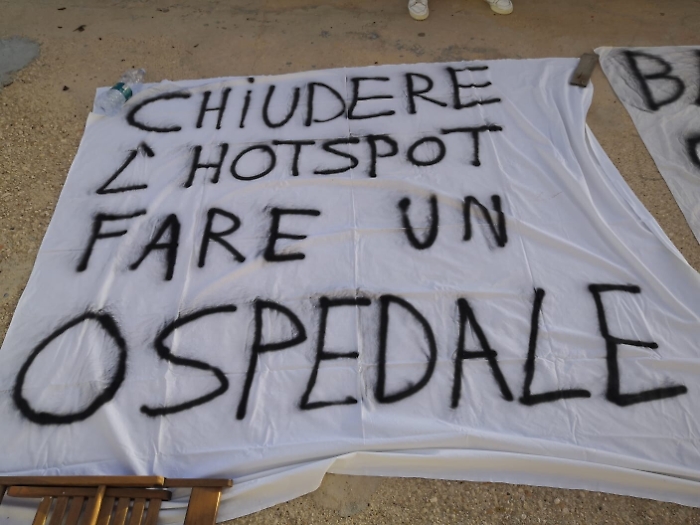 CHiUDERE
L'HOTSPOT
FARE UN
OSPEDALE